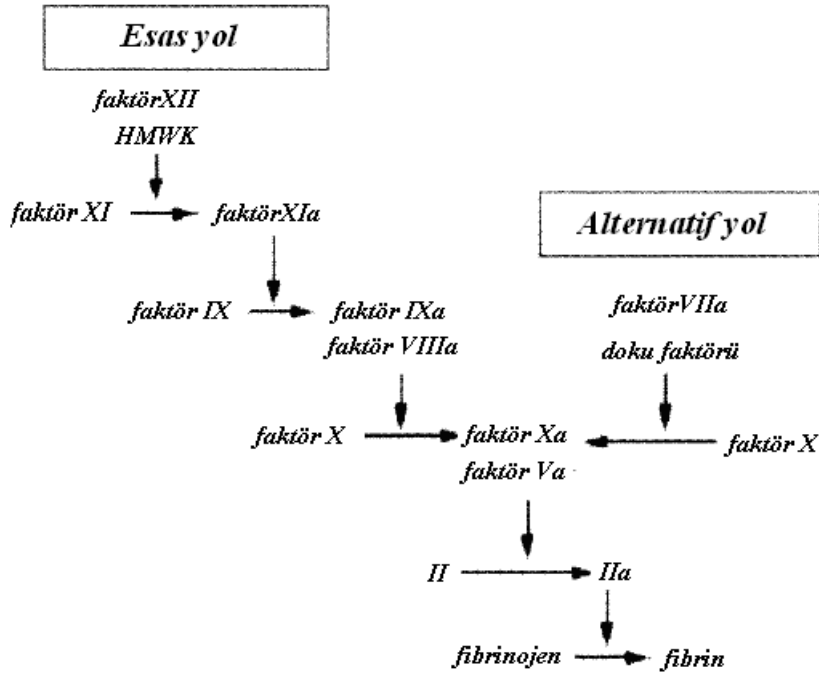 Esas yol
faktörXII
HMWK
faktör XI faktörXIa
Alternatif yol
faktör IX faktör IXa
faktör VIIIa
faktörVIIa
doku faktörü
faktör X faktör Xa faktör X
faktör Va
II IIa
fibrinojen fibrin